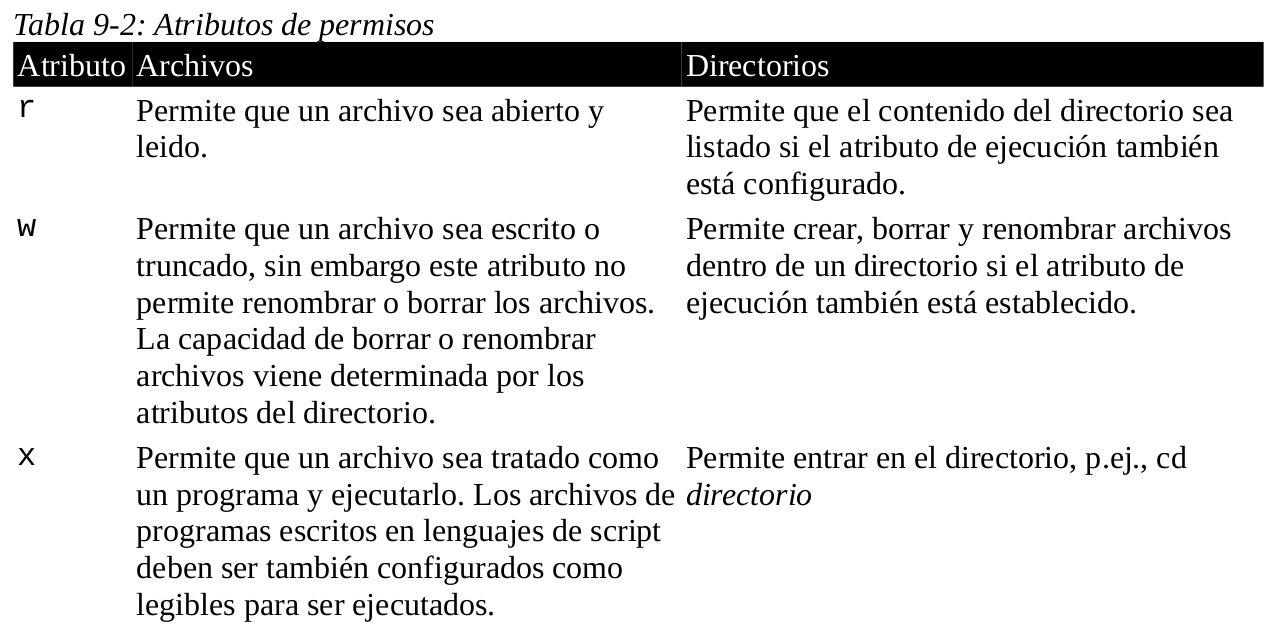 Tabla 9-2: Atributos de permisos
Atributo Archivos Directorios
r Permite que un archivo sea abierto y leido. Permite que el contenido del directorio sea listado si el atributo de ejecución también está configurado.
w Permite que un archivo sea escrito o truncado, sin embargo este atributo no permite renombrar o borrar los archivos. La capacidad de borrar o renombrar archivos viene determinada por los atributos del directorio. Permite crear, borrar y renombrar archivos dentro de un directorio si el atributo de ejecución también está establecido.
x Permite que un archivo sea tratado como un programa y ejecutarlo. Los archivos de programas escritos en lenguajes de script deben ser también configurados como legibles para ser ejecutados. Permite entrar en el directorio, p.ej., cd directorio